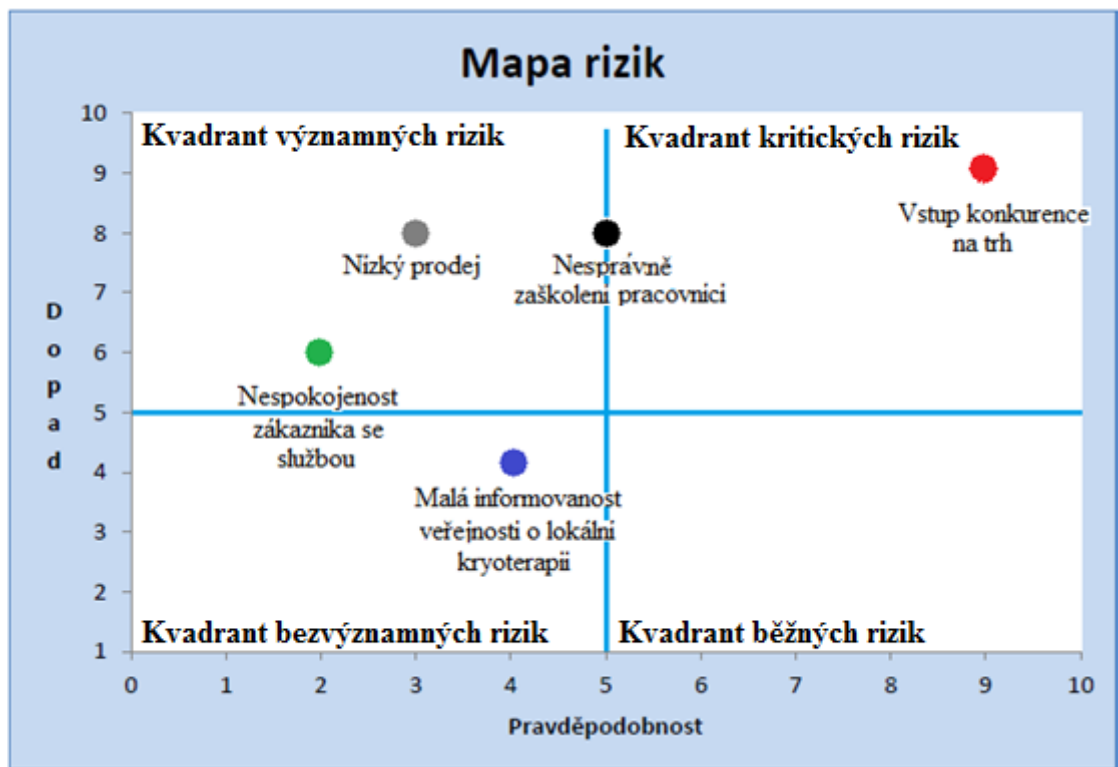 Mapa rizik
10
Kvadrant významných rizik
Kvadrant kritických rizik
9
Vstup konkurence
na trh
8
Nízký prodej
Nesprávně
zaškolení pracovníci
7
D
o
p
a
d
6
Nespokojenost
zákazníka se
službou
5
4
Malá informovanost
veřejnosti o lokální
kryoterapii
3
2
Kvadrant bezvýznamných rizik
Kvadrant běžných rizik
1
0 1 2 3 4 5 6 7 8 9 10
Pravděpodobnost